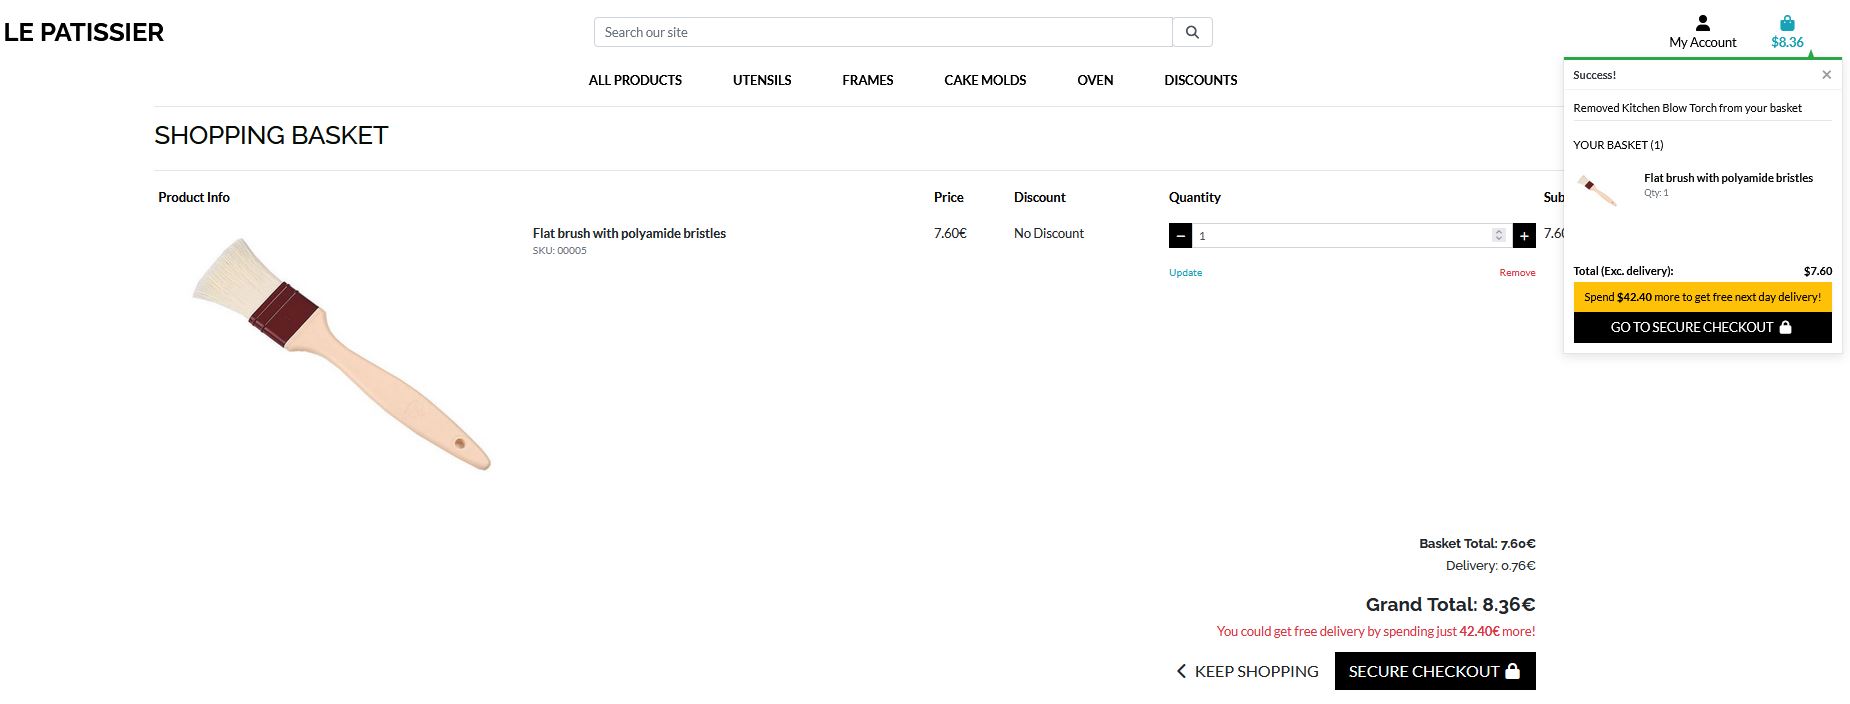 LE PATISSIER
Search our site
My Account
$8.36
ALL PRODUCTS UTENSILS FRAMES CAKE MOLDS OVEN DISCOUNTS
Success!
×
Removed Kitchen Blow Torch from your basket
YOUR BASKET (1)
Flat brush with polyamide bristles
Qty: 1
Total (Exc. delivery): $7.60
Spend $42.40 more to get free next day delivery!
GO TO SECURE CHECKOUT
SHOPPING BASKET
Product Info Price Discount Quantity Sub
Flat brush with polyamide bristles 7.60€ No Discount − 1 + 7.60
SKU: 00005
Update Remove
Basket Total: 7.60€
Delivery: 0.76€
Grand Total: 8.36€
You could get free delivery by spending just 42.40€ more!
KEEP SHOPPING SECURE CHECKOUT